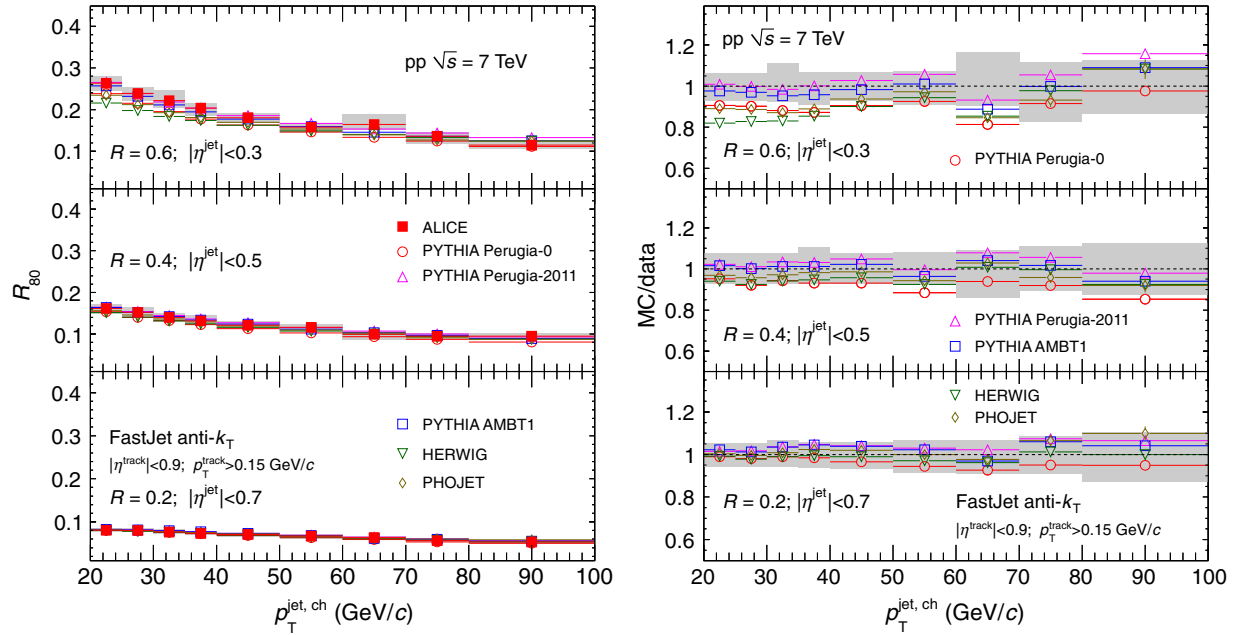 pp √s = 7 TeV
0.4
0.3
0.2
0.1
R = 0.6; |η^jet|<0.3
0.4
0.3
0.2
0.1
R = 0.4; |η^jet|<0.5
ALICE
PYTHIA Perugia-0
PYTHIA Perugia-2011
R_80
0.4
0.3
0.2
0.1
FastJet anti-k_T
|η^track|<0.9; p_T^track>0.15 GeV/c
R = 0.2; |η^jet|<0.7
PYTHIA AMBT1
HERWIG
PHOJET
20 30 40 50 60 70 80 90 100
p_T^jet, ch (GeV/c)
pp √s = 7 TeV
1.2
1
0.8
0.6
R = 0.6; |η^jet|<0.3
PYTHIA Perugia-0
1.2
1
0.8
0.6
MC/data
R = 0.4; |η^jet|<0.5
PYTHIA Perugia-2011
PYTHIA AMBT1
1.2
1
0.8
0.6
HERWIG
PHOJET
R = 0.2; |η^jet|<0.7
FastJet anti-k_T
|η^track|<0.9; p_T^track>0.15 GeV/c
20 30 40 50 60 70 80 90 100
p_T^jet, ch (GeV/c)